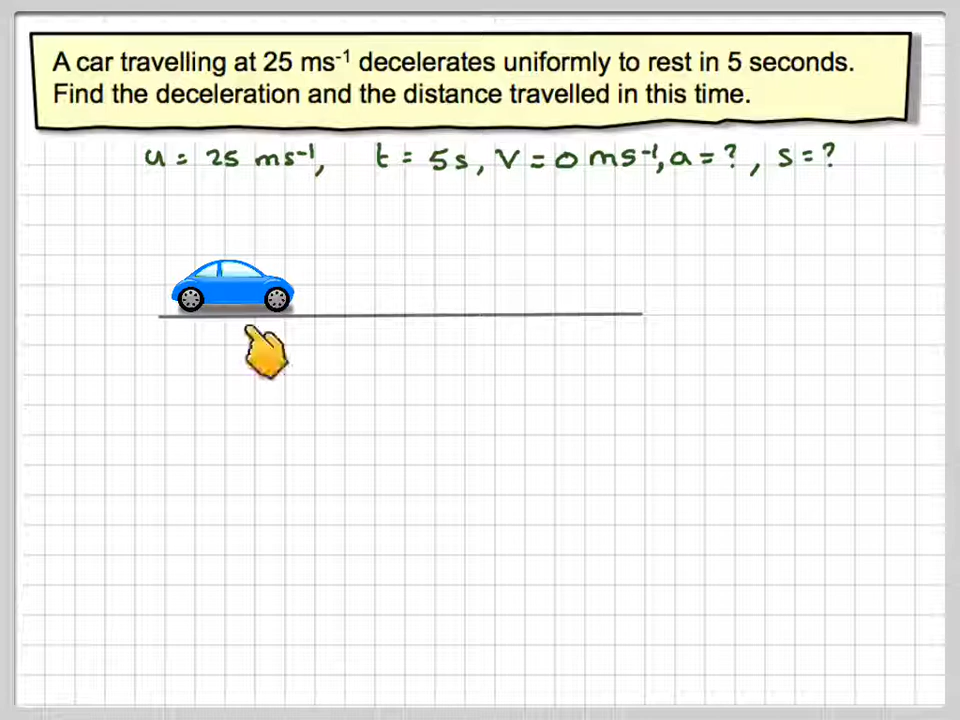 A car travelling at 25 ms⁻¹ decelerates uniformly to rest in 5 seconds.
Find the deceleration and the distance travelled in this time.
u = 25 ms⁻¹, t = 5s, v = 0 ms⁻¹, a = ?, s = ?